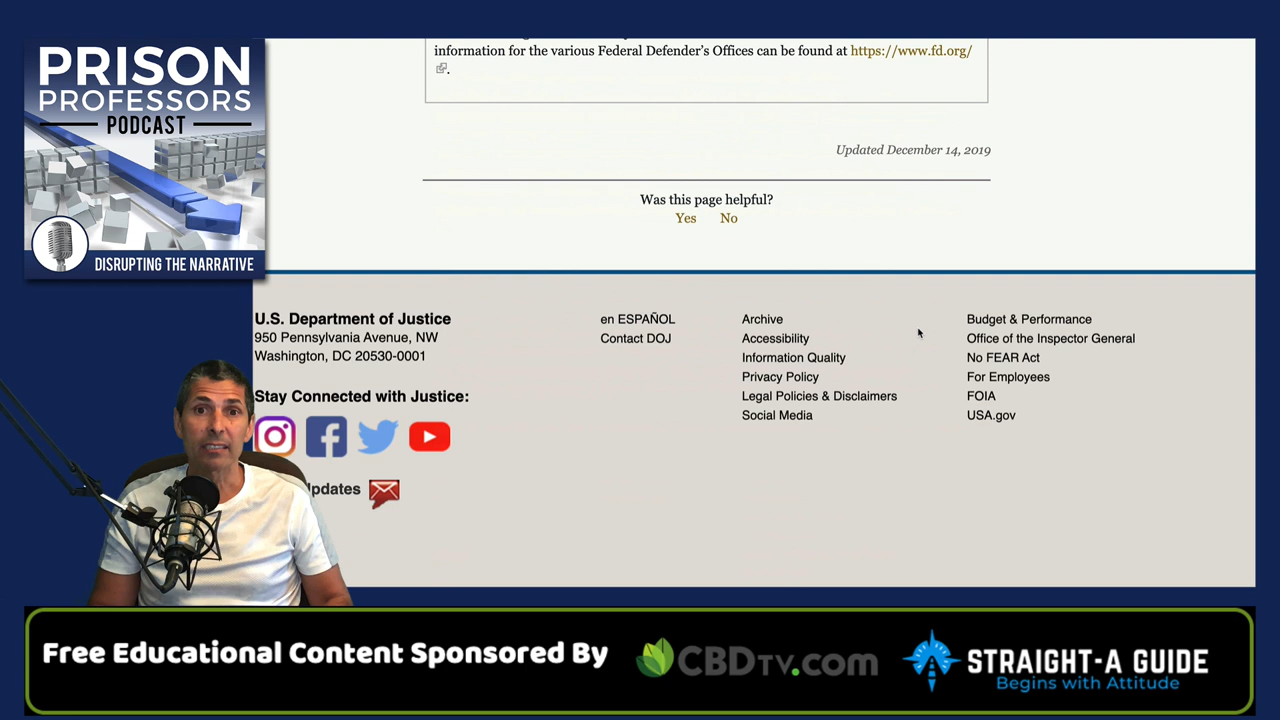 PRISON
PROFESSORS
PODCAST
DISRUPTING THE NARRATIVE
information for the various Federal Defender's Offices can be found at https://www.fd.org/
.
Updated December 14, 2019
Was this page helpful?
Yes No
U.S. Department of Justice
950 Pennsylvania Avenue, NW
Washington, DC 20530-0001
Stay Connected with Justice:
pdates
en ESPAÑOL
Contact DOJ
Archive
Accessibility
Information Quality
Privacy Policy
Legal Policies & Disclaimers
Social Media
Budget & Performance
Office of the Inspector General
No FEAR Act
For Employees
FOIA
USA.gov
Free Educational Content Sponsored By
CBDTV.com
STRAIGHT-A GUIDE
Begins with Attitude